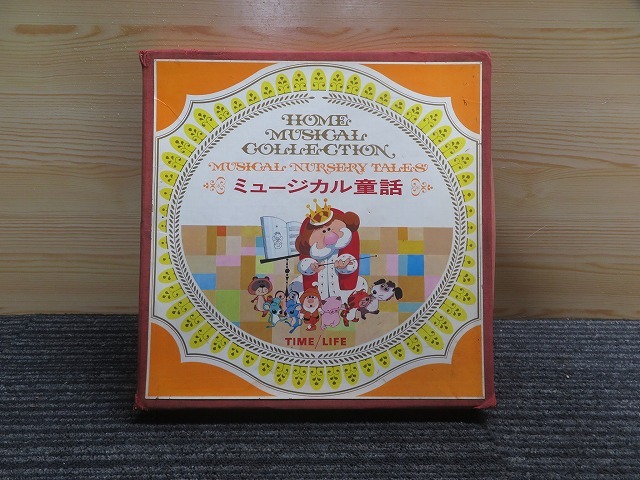 HOME
MUSICAL
COLLECTION
MUSICAL NURSERY TALES
ミュージカル童話
TIME/LIFE